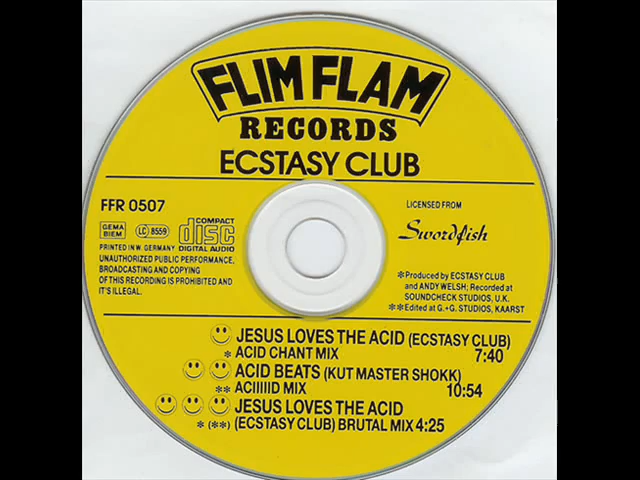 FLIM FLAM
RECORDS
ECSTASY CLUB
FFR 0507
GEMA
BIEM
LC 8559
COMPACT
disc
DIGITAL AUDIO
PRINTED IN W. GERMANY
UNAUTHORIZED PUBLIC PERFORMANCE,
BROADCASTING AND COPYING
OF THIS RECORDING IS PROHIBITED AND
IT'S ILLEGAL.
LICENSED FROM
Swordfish
*Produced by ECSTASY CLUB
and ANDY WELSH; Recorded at
SOUNDCHECK STUDIOS, U.K.
**Edited at G.+G. STUDIOS, KAARST
JESUS LOVES THE ACID (ECSTASY CLUB)
* ACID CHANT MIX 7:40
ACID BEATS (KUT MASTER SHOKK)
** ACIIIIID MIX 10:54
JESUS LOVES THE ACID
* (**) (ECSTASY CLUB) BRUTAL MIX 4:25